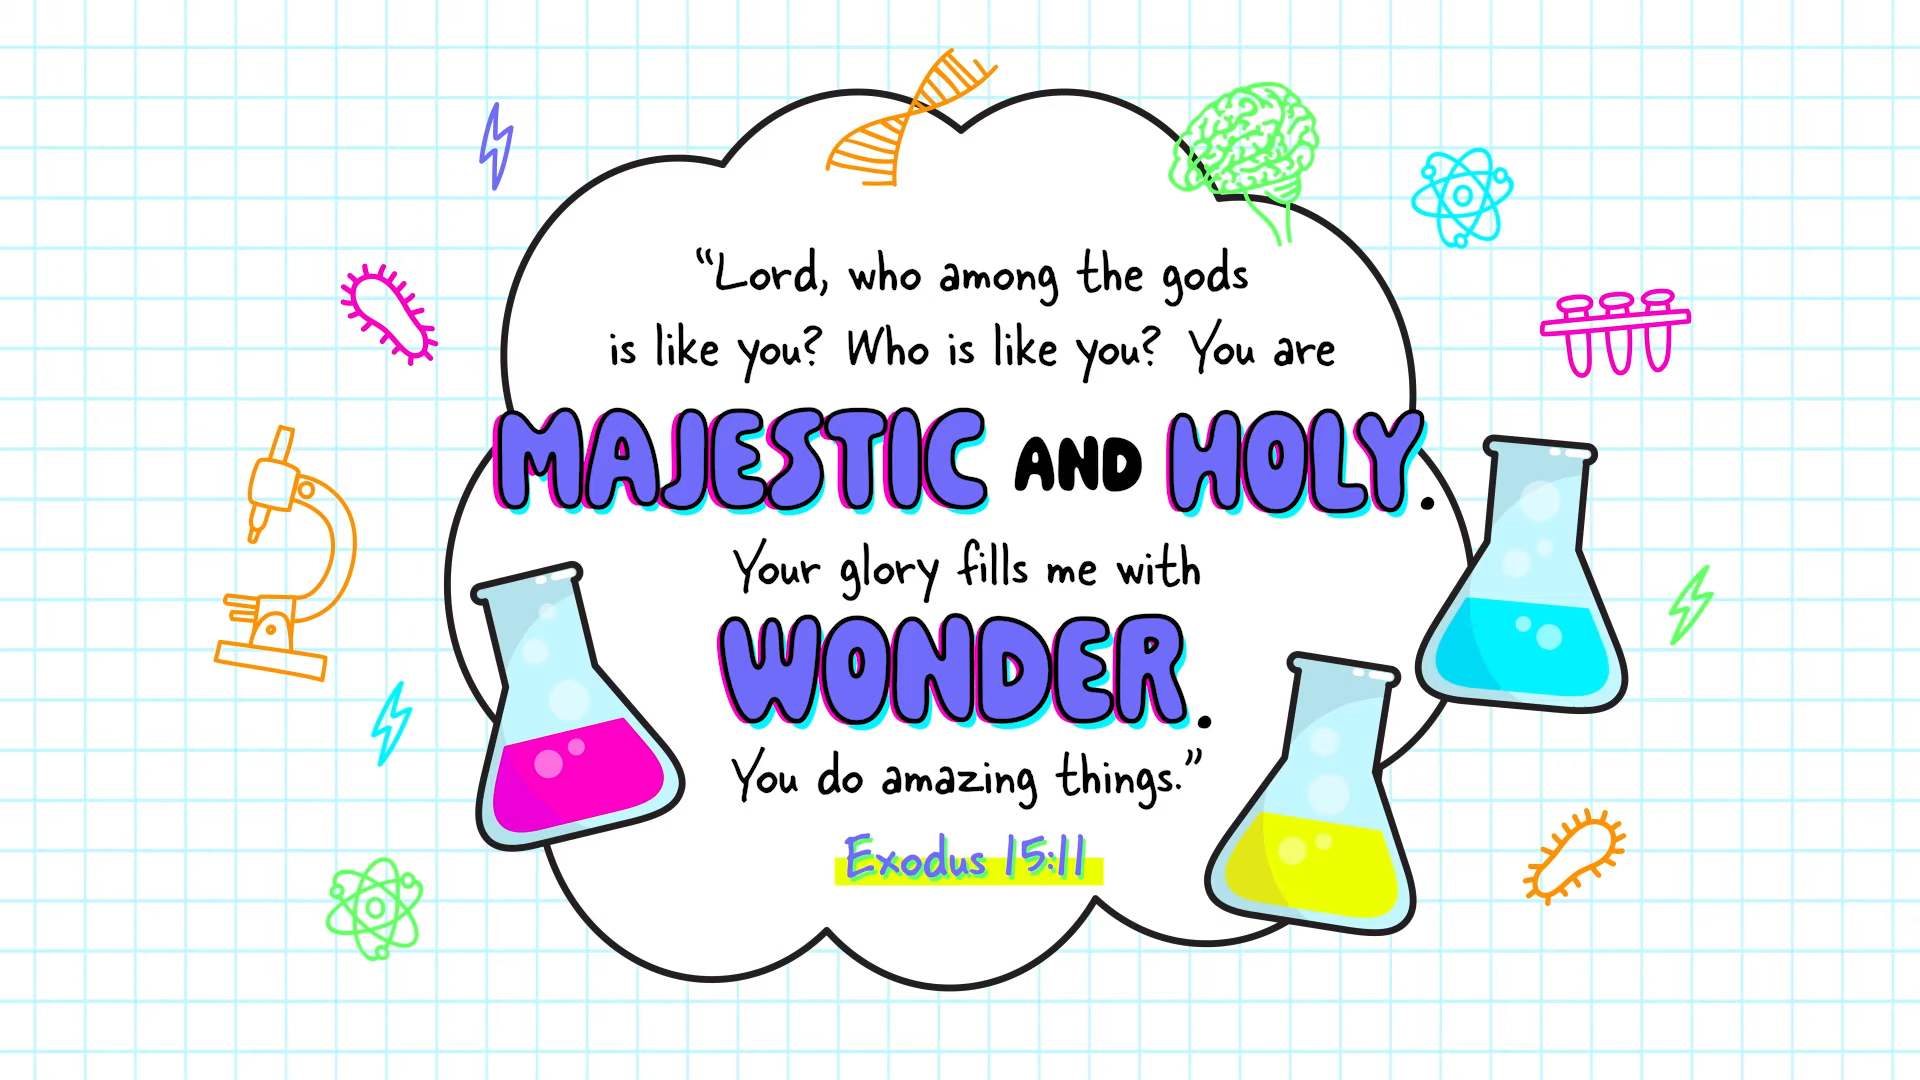 “Lord, who among the gods
is like you? Who is like you? You are
MAJESTIC AND HOLY.
Your glory fills me with
WONDER.
You do amazing things.”
Exodus 15:11